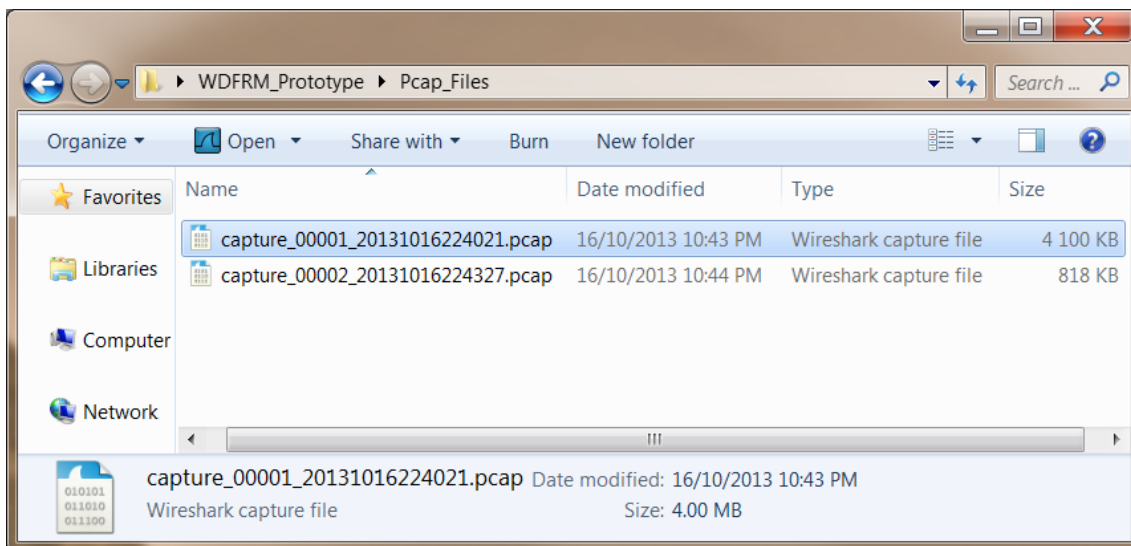 WDFRM_Prototype Pcap_Files Search ...
Organize Open Share with Burn New folder
Favorites
Libraries
Computer
Network
Name Date modified Type Size
capture_00001_20131016224021.pcap 16/10/2013 10:43 PM Wireshark capture file 4 100 KB
capture_00002_20131016224327.pcap 16/10/2013 10:44 PM Wireshark capture file 818 KB
capture_00001_20131016224021.pcap Date modified: 16/10/2013 10:43 PM
Wireshark capture file Size: 4.00 MB
010101
011010
011100